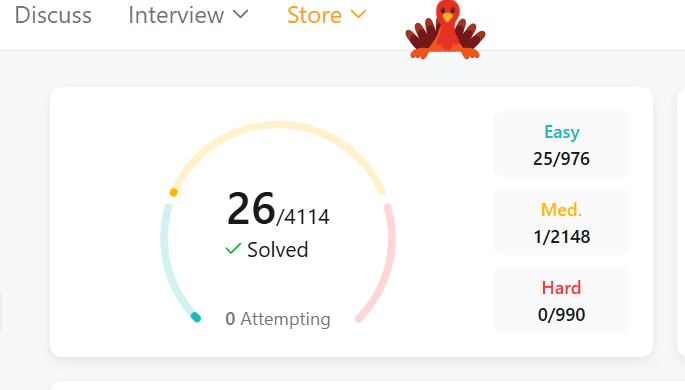 Discuss Interview Store
26/4114
Solved
0 Attempting
Easy
25/976
Med.
1/2148
Hard
0/990